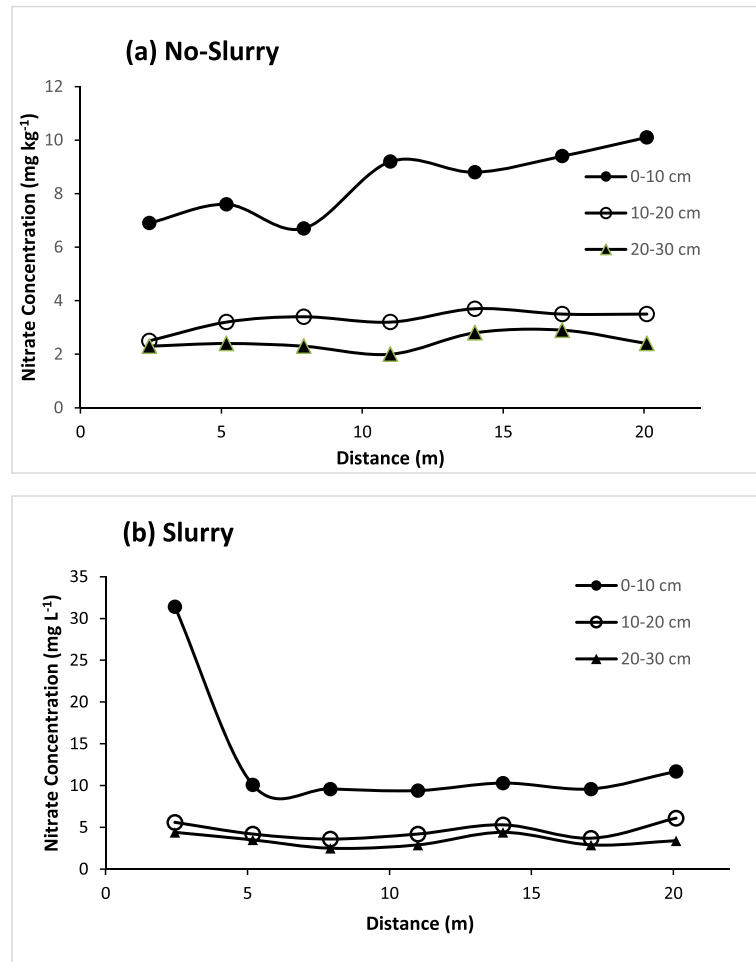 (a) No-Slurry
12
10
8
6
4
2
0
Nitrate Concentration (mg kg⁻¹)
0-10 cm
10-20 cm
20-30 cm
0 5 10 15 20
Distance (m)
(b) Slurry
35
30
25
20
15
10
5
0
Nitrate Concentration (mg L⁻¹)
0-10 cm
10-20 cm
20-30 cm
0 5 10 15 20
Distance (m)